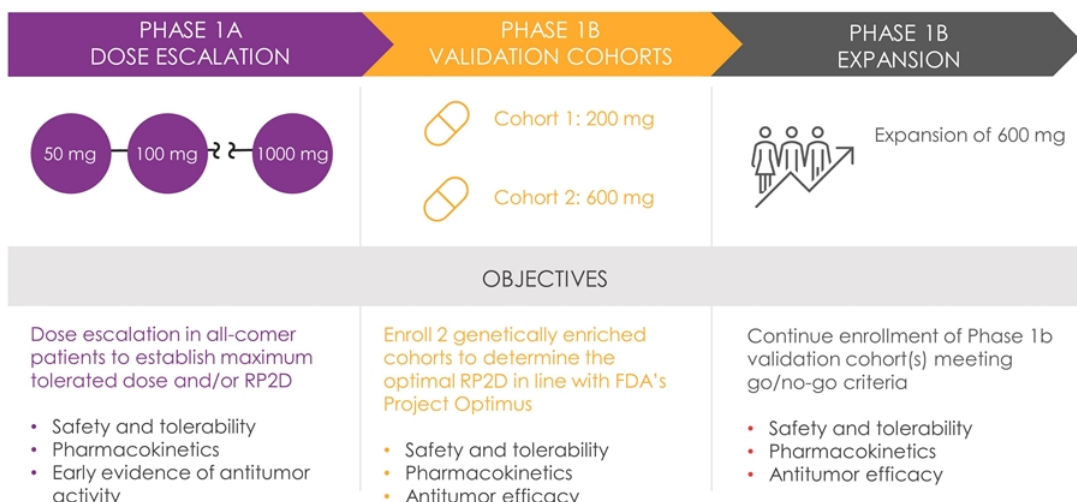 PHASE 1A
DOSE ESCALATION
PHASE 1B
VALIDATION COHORTS
PHASE 1B
EXPANSION
50 mg
100 mg
1000 mg
Cohort 1: 200 mg
Cohort 2: 600 mg
Expansion of 600 mg
OBJECTIVES
Dose escalation in all-comer
patients to establish maximum
tolerated dose and/or RP2D
• Safety and tolerability
• Pharmacokinetics
• Early evidence of antitumor
activity
Enroll 2 genetically enriched
cohorts to determine the
optimal RP2D in line with FDA's
Project Optimus
• Safety and tolerability
• Pharmacokinetics
• Antitumor efficacy
Continue enrollment of Phase 1b
validation cohort(s) meeting
go/no-go criteria
• Safety and tolerability
• Pharmacokinetics
• Antitumor efficacy